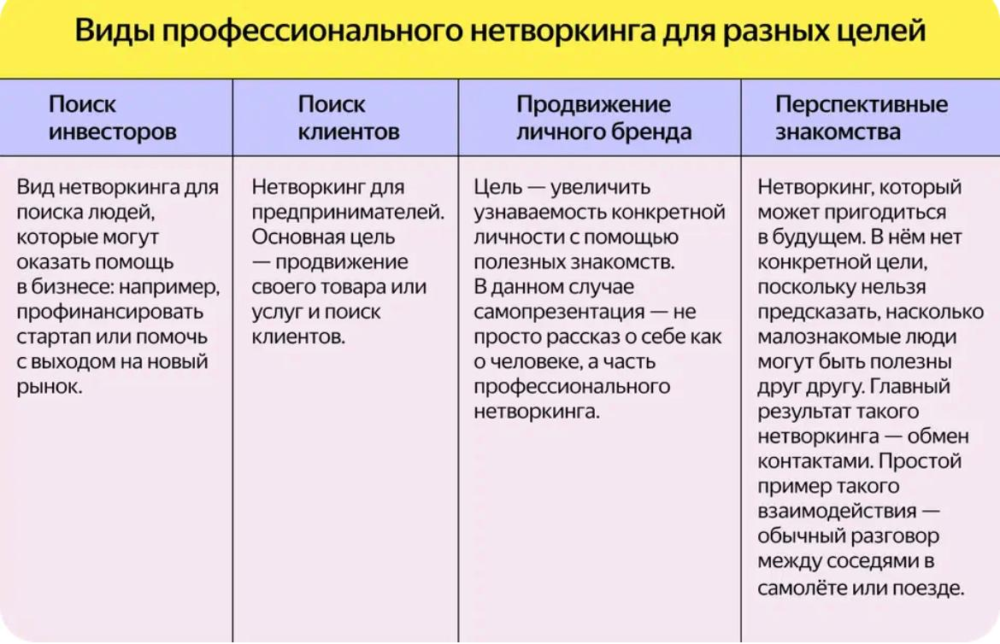 Виды профессионального нетворкинга для разных целей
Поиск
инвесторов
Поиск
клиентов
Продвижение
личного бренда
Перспективные
знакомства
Вид нетворкинга для
поиска людей,
которые могут
оказать помощь
в бизнесе: например,
профинансировать
стартап или помочь
с выходом на новый
рынок.
Нетворкинг для
предпринимателей.
Основная цель
— продвижение
своего товара или
услуг и поиск
клиентов.
Цель — увеличить
узнаваемость конкретной
личности с помощью
полезных знакомств.
В данном случае
самопрезентация — не
просто рассказ о себе как
о человеке, а часть
профессионального
нетворкинга.
Нетворкинг, который
может пригодиться
в будущем. В нём нет
конкретной цели,
поскольку нельзя
предсказать, насколько
малознакомые люди
могут быть полезны
друг другу. Главный
результат такого
нетворкинга — обмен
контактами. Простой
пример такого
взаимодействия —
обычный разговор
между соседями в
самолёте или поезде.